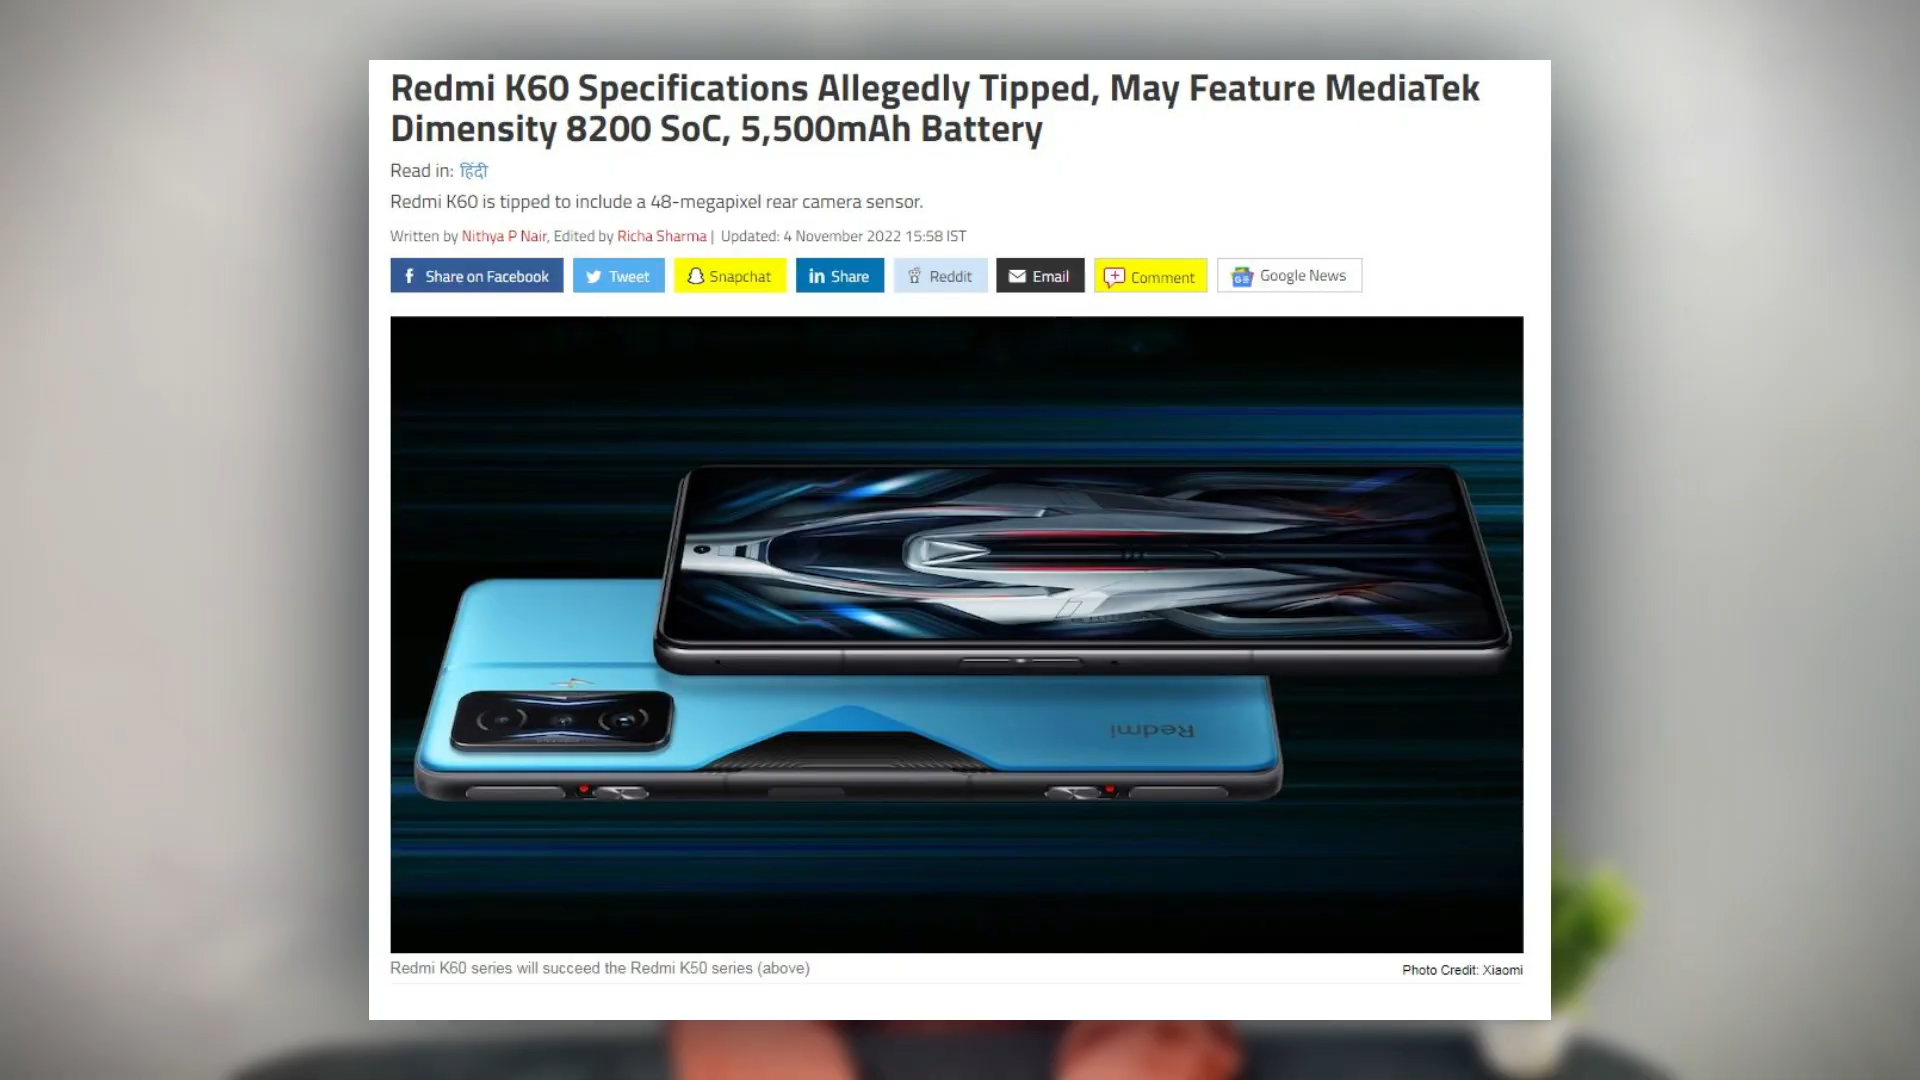 Redmi K60 Specifications Allegedly Tipped, May Feature MediaTek
Dimensity 8200 SoC, 5,500mAh Battery
Read in: हिंदी
Redmi K60 is tipped to include a 48-megapixel rear camera sensor.
Written by Nithya P Nair, Edited by Richa Sharma | Updated: 4 November 2022 15:58 IST
Share on Facebook Tweet Snapchat Share Reddit Email Comment Google News
Redmi
Redmi K60 series will succeed the Redmi K50 series (above)
Photo Credit: Xiaomi